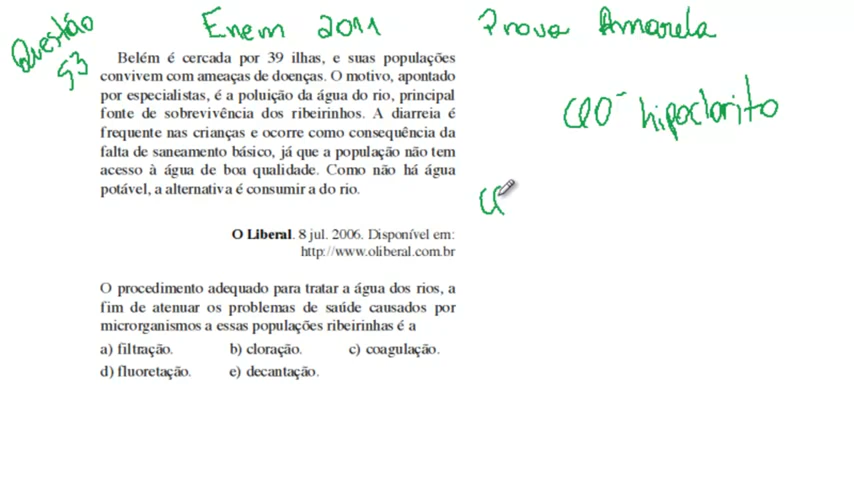 Questão
53
Enem 2011
Prova Amarela
Belém é cercada por 39 ilhas, e suas populações
convivem com ameaças de doenças. O motivo, apontado
por especialistas, é a poluição da água do rio, principal
fonte de sobrevivência dos ribeirinhos. A diarreia é
frequente nas crianças e ocorre como consequência da
falta de saneamento básico, já que a população não tem
acesso à água de boa qualidade. Como não há água
potável, a alternativa é consumir a do rio.
O Liberal. 8 jul. 2006. Disponível em:
http://www.oliberal.com.br
O procedimento adequado para tratar a água dos rios, a
fim de atenuar os problemas de saúde causados por
microrganismos a essas populações ribeirinhas é a
a) filtração. b) cloração. c) coagulação.
d) fluoretação. e) decantação.
ClO⁻ hipoclorito
Cl